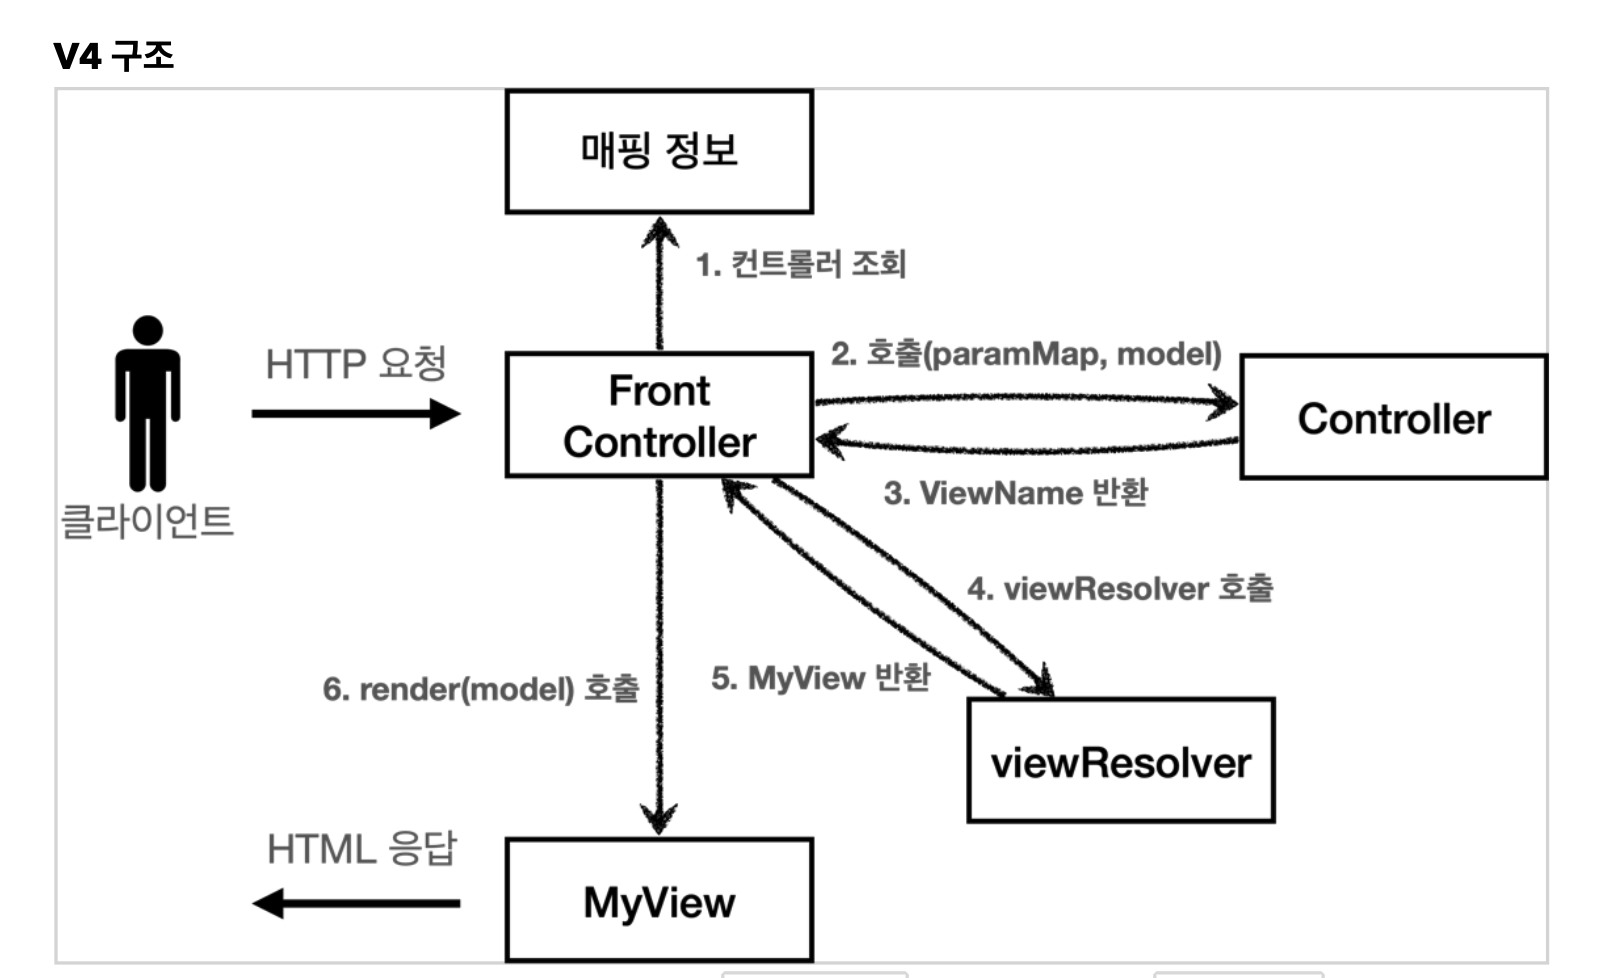 V4 구조
매핑 정보
1. 컨트롤러 조회
HTTP 요청
Front
Controller
2. 호출(paramMap, model)
Controller
3. ViewName 반환
클라이언트
4. viewResolver 호출
5. MyView 반환
6. render(model) 호출
viewResolver
HTML 응답
MyView